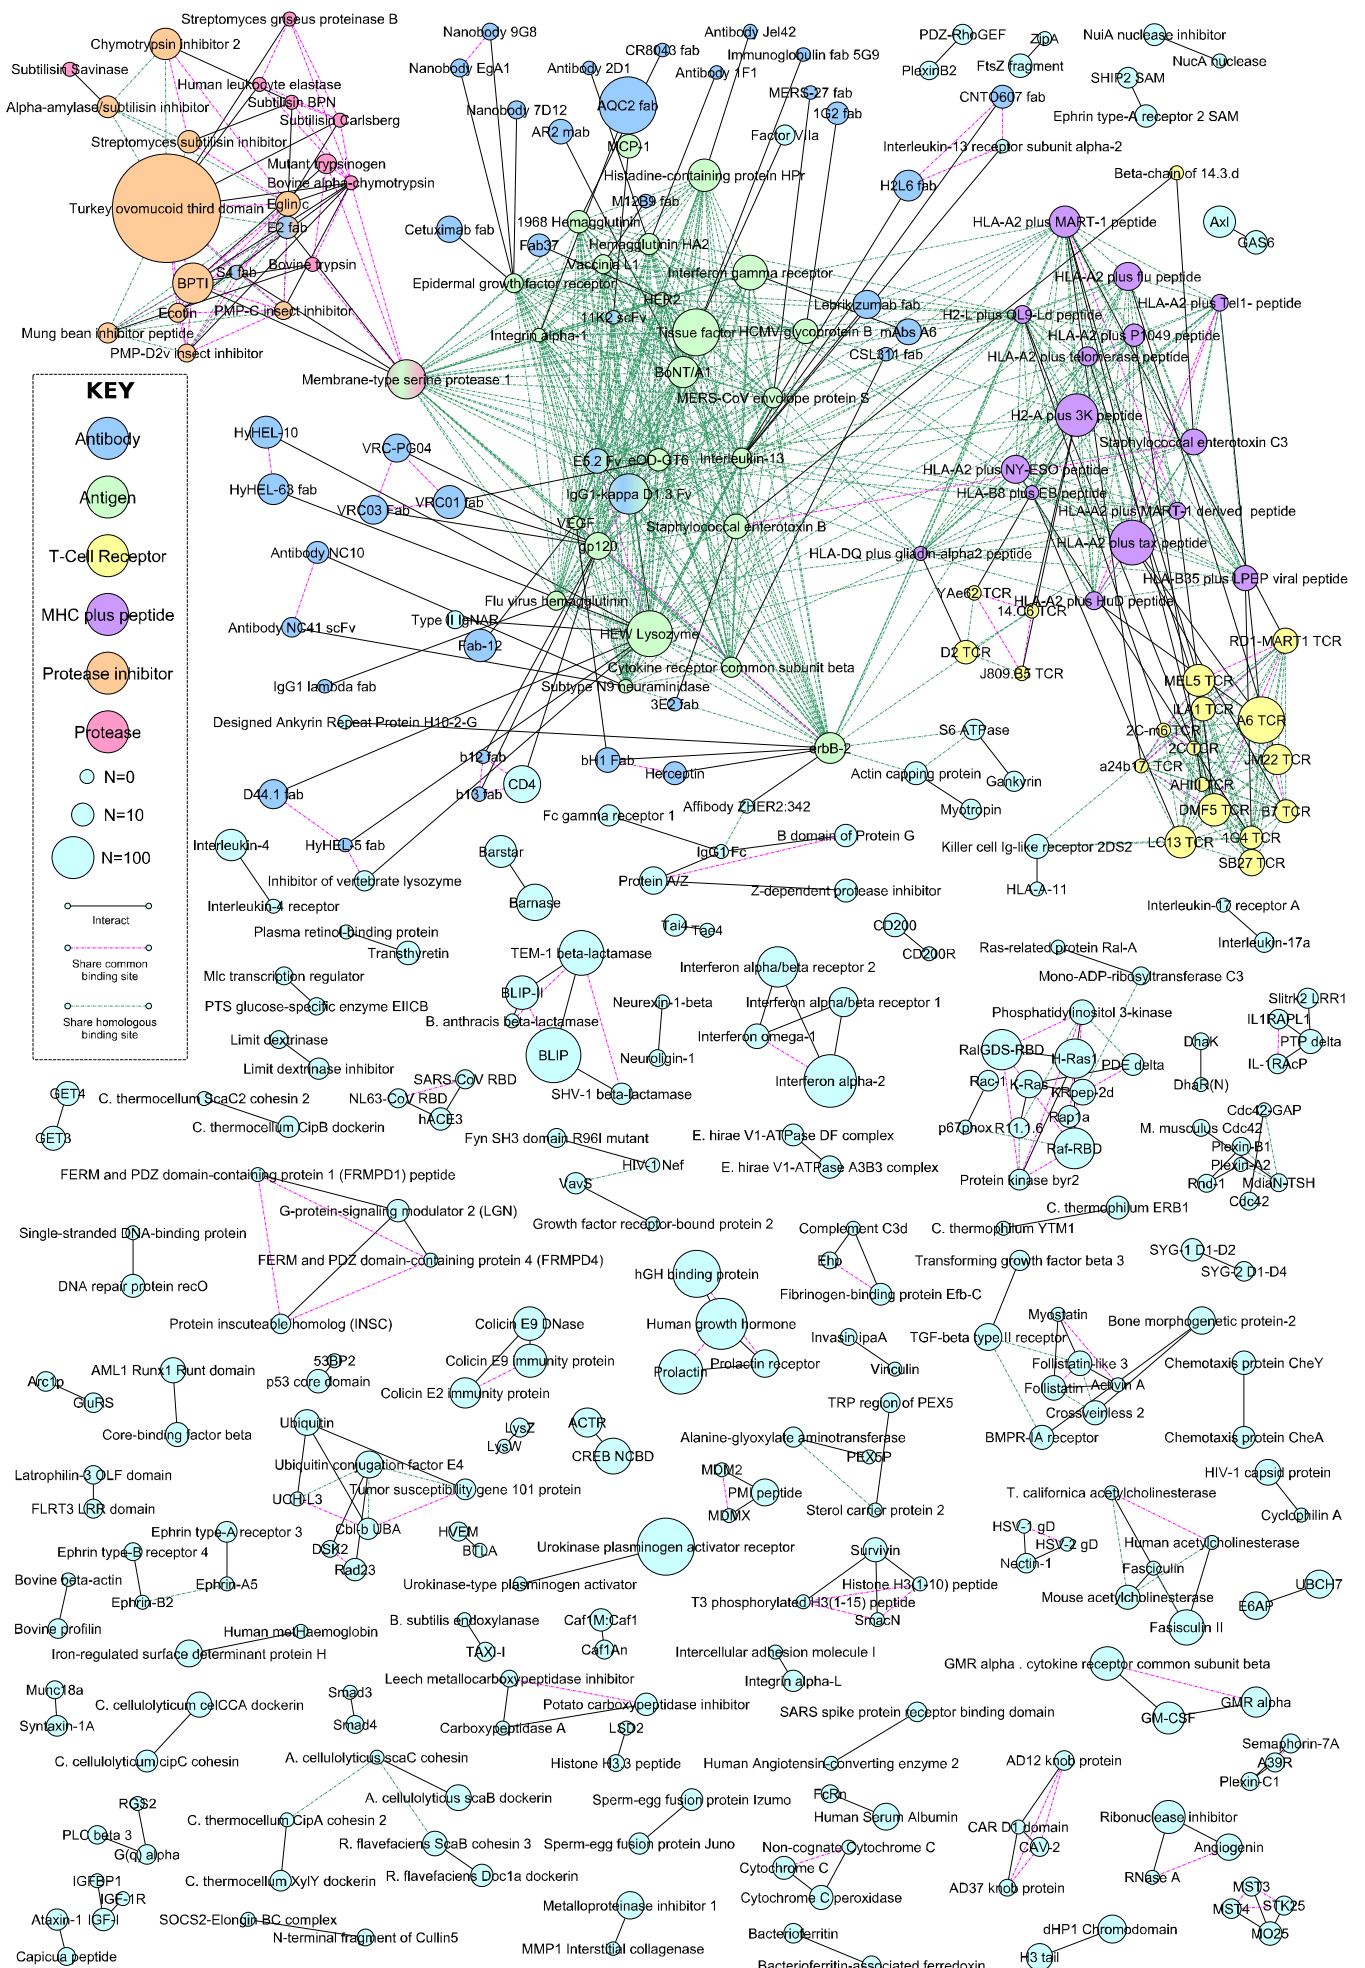 Streptomyces griseus proteinase B
Chymotrypsin Inhibitor 2
Subtilisin Savinase
Human leukocyte elastase
Alpha-amylase/subtilisin inhibitor
Subtilisin BPN
Subtilisin Carlsberg
Streptomyces subtilisin inhibitor
Mutant trypsinogen
Bovine alpha-chymotrypsin
Turkey ovomucoid third domain
Eglin c
E2 fab
Bovine trypsin
S4 fab
BPTI
Ecotin
PMP-C insect inhibitor
Mung bean inhibitor peptide
PMP-D2v insect inhibitor
Membrane-type serine protease 1
Nanobody 9G8
Nanobody EgA1
Nanobody 7D12
Antibody 2D1
CR8043 fab
Antibody Jel42
Immunoglobulin fab 5G9
Antibody 1F1
MERS-27 fab
AQC2 fab
1G2 fab
AR2 mab
MCP-1
Factor VIIa
Histadine-containing protein HPr
M12B9 fab
1968 Hemagglutinin
Cetuximab fab
Fab37
Hemagglutinin HA2
Vaccinia L1
Interferon gamma receptor
Epidermal growth factor receptor
HER2
Lebrikizumab fab
11K2 scFv
Integrin alpha-1
Tissue factor
HCMV glycoprotein B
mAbs A6
CSL311 fab
BoNT/A1
MERS-CoV envelope protein S
PDZ-RhoGEF
PlexinB2
ZipA
FtsZ fragment
NuiA nuclease inhibitor
NucA nuclease
SHIP2 SAM
Ephrin type-A receptor 2 SAM
CNTO607 fab
Interleukin-13 receptor subunit alpha-2
H2L6 fab
Beta-chain of 14.3.d
HLA-A2 plus MART-1 peptide
Axl
GAS6
HLA-A2 plus flu peptide
HLA-A2 plus Tel1- peptide
H2-L plus QL9-Ld peptide
HLA-A2 plus P1049 peptide
HLA-A2 plus telomerase peptide
H2-A plus 3K peptide
Staphylococcal enterotoxin C3
HLA-A2 plus NY-ESO peptide
HLA-B8 plus EB peptide
HLA-A2 plus MART-1 derived peptide
HLA-A2 plus tax peptide
HLA-DQ plus gliadin-alpha2 peptide
HLA-B35 plus LPEP viral peptide
HLA-A2 plus HuD peptide
YAe62 TCR
14.C6 TCR
D2 TCR
J809.B5 TCR
RD1-MART1 TCR
MEL5 TCR
ILA1 TCR
A6 TCR
2C-m6 TCR
2C TCR
a24b17 TCR
JM22 TCR
AHIII TCR
DMF5 TCR
B7 TCR
LC13 TCR
1G4 TCR
SB27 TCR
KEY
Antibody
Antigen
T-Cell Receptor
MHC plus peptide
Protease inhibitor
Protease
N=0
N=10
N=100
Interact
Share common
binding site
Share homologous
binding site
HyHEL-10
VRC-PG04
HyHEL-63 fab
VRC03 Fab
VRC01 fab
E5.2 Fv
eOD-GT6
Interleukin-13
IgG1-kappa D1.3 Fv
VEGF
Staphylococcal enterotoxin B
gp120
Antibody NC10
Flu virus hemagglutinin
Type II IgNAR
Antibody NC41 scFv
HEW Lysozyme
Fab-12
Cytokine receptor common subunit beta
IgG1 lambda fab
Subtype N9 neuraminidase
3E2 fab
Designed Ankyrin Repeat Protein H10-2-G
erbB-2
b12 fab
bH1 Fab
Herceptin
CD4
b13 fab
D44.1 fab
HyHEL-5 fab
Inhibitor of vertebrate lysozyme
Affibody ZHER2:342
S6 ATPase
Actin capping protein
Gankyrin
Myotropin
Fc gamma receptor 1
B domain of Protein G
IgG1 Fc
Protein A/Z
Z-dependent protease inhibitor
Killer cell Ig-like receptor 2DS2
HLA-A-11
Interleukin-4
Interleukin-4 receptor
Barstar
Barnase
Plasma retinol-binding protein
Transthyretin
Tai4
Tae4
CD200
CD200R
Interleukin-17 receptor A
Interleukin-17a
Mlc transcription regulator
PTS glucose-specific enzyme EIICB
TEM-1 beta-lactamase
BLIP-II
B. anthracis beta-lactamase
BLIP
SHV-1 beta-lactamase
Neurexin-1-beta
Neuroligin-1
Interferon alpha/beta receptor 2
Interferon alpha/beta receptor 1
Interferon omega-1
Interferon alpha-2
Ras-related protein Ral-A
Mono-ADP-ribosyltransferase C3
Phosphatidylinositol 3-kinase
RalGDS-RBD
H-Ras1
PDE delta
Rac-1
K-Ras
KRpep-2d
Rap1a
p67phox
R11.1.6
Raf-RBD
Protein kinase byr2
Slitrk2 LRR1
IL1RAPL1
PTP delta
IL-1RAcP
DhaK
DhaR(N)
Cdc42-GAP
M. musculus Cdc42
Plexin-B1
Plexin-A2
Rnd-1
MdiaN-TSH
Cdc42
Limit dextrinase
Limit dextrinase inhibitor
GET4
GET3
C. thermocellum ScaC2 cohesin 2
C. thermocellum CipB dockerin
SARS-CoV RBD
NL63-CoV RBD
hACE3
Fyn SH3 domain R96I mutant
HIV-1 Nef
VavS
Growth factor receptor-bound protein 2
E. hirae V1-ATPase DF complex
E. hirae V1-ATPase A3B3 complex
FERM and PDZ domain-containing protein 1 (FRMPD1) peptide
G-protein-signaling modulator 2 (LGN)
FERM and PDZ domain-containing protein 4 (FRMPD4)
Protein inscuteable homolog (INSC)
Single-stranded DNA-binding protein
DNA repair protein recO
C. thermophilum ERB1
C. thermophilum YTM1
Complement C3d
Ehp
Fibrinogen-binding protein Efb-C
SYG-1 D1-D2
SYG-2 D1-D4
Transforming growth factor beta 3
TGF-beta type II receptor
Myostatin
Bone morphogenetic protein-2
Follistatin-like 3
Follistatin
Activin A
Crossveinless 2
BMPR-IA receptor
hGH binding protein
Human growth hormone
Prolactin
Prolactin receptor
Invasin ipaA
Vinculin
Colicin E9 DNase
Colicin E9 immunity protein
Colicin E2 immunity protein
Chemotaxis protein CheY
Chemotaxis protein CheA
Arc1p
GluRS
AML1 Runx1 Runt domain
Core-binding factor beta
53BP2
p53 core domain
TRP region of PEX5
Alanine-glyoxylate aminotransferase
PEX5P
Sterol carrier protein 2
Ubiquitin
Ubiquitin conjugation factor E4
UCH-L3
Tumor susceptibility gene 101 protein
Cbl-b UBA
DSK2
Rad23
LysZ
LysW
ACTR
CREB NCBD
MDM2
PMI peptide
MDMX
Latrophilin-3 OLF domain
FLRT3 LRR domain
HIV-1 capsid protein
Cyclophilin A
T. californica acetylcholinesterase
Human acetylcholinesterase
Fasciculin
Mouse acetylcholinesterase
Fasisculin II
HSV-1 gD
HSV-2 gD
Nectin-1
HVEM
BTLA
Ephrin type-A receptor 3
Ephrin type-B receptor 4
Ephrin-A5
Ephrin-B2
Bovine beta-actin
Bovine profilin
Urokinase plasminogen activator receptor
Urokinase-type plasminogen activator
Survivin
Histone H3(1-10) peptide
T3 phosphorylated H3(1-15) peptide
SmacN
UBCH7
E6AP
Human metHaemoglobin
Iron-regulated surface determinant protein H
B. subtilis endoxylanase
TAXI-I
Caf1M:Caf1
Caf1An
Intercellular adhesion molecule I
Integrin alpha-L
GMR alpha . cytokine receptor common subunit beta
GMR alpha
GM-CSF
Munc18a
Syntaxin-1A
C. cellulolyticum celCCA dockerin
C. cellulolyticum cipC cohesin
Smad3
Smad4
Leech metallocarboxypeptidase inhibitor
Potato carboxypeptidase inhibitor
Carboxypeptidase A
LSD2
Histone H3.3 peptide
SARS spike protein receptor binding domain
Human Angiotensin-converting enzyme 2
Semaphorin-7A
A39R
Plexin-C1
A. cellulolyticus scaC cohesin
A. cellulolyticus scaB dockerin
C. thermocellum CipA cohesin 2
R. flavefaciens ScaB cohesin 3
C. thermocellum XylY dockerin
R. flavefaciens Doc1a dockerin
AD12 knob protein
CAR D1 domain
CAV-2
AD37 knob protein
RGS2
PLC beta 3
G(q) alpha
Sperm-egg fusion protein Izumo
Sperm-egg fusion protein Juno
FcRn
Human Serum Albumin
Non-cognate Cytochrome C
Cytochrome C
Cytochrome C peroxidase
Ribonuclease inhibitor
Angiogenin
RNase A
IGFBP1
IGF-1R
IGF-I
MST3
MST4
STK25
MO25
Ataxin-1
Capicua peptide
SOCS2-Elongin BC complex
N-terminal fragment of Cullin5
Metalloproteinase inhibitor 1
MMP1 Interstitial collagenase
Bacterioferritin
Bacterioferritin-associated ferredoxin
dHP1 Chromodomain
H3 tail